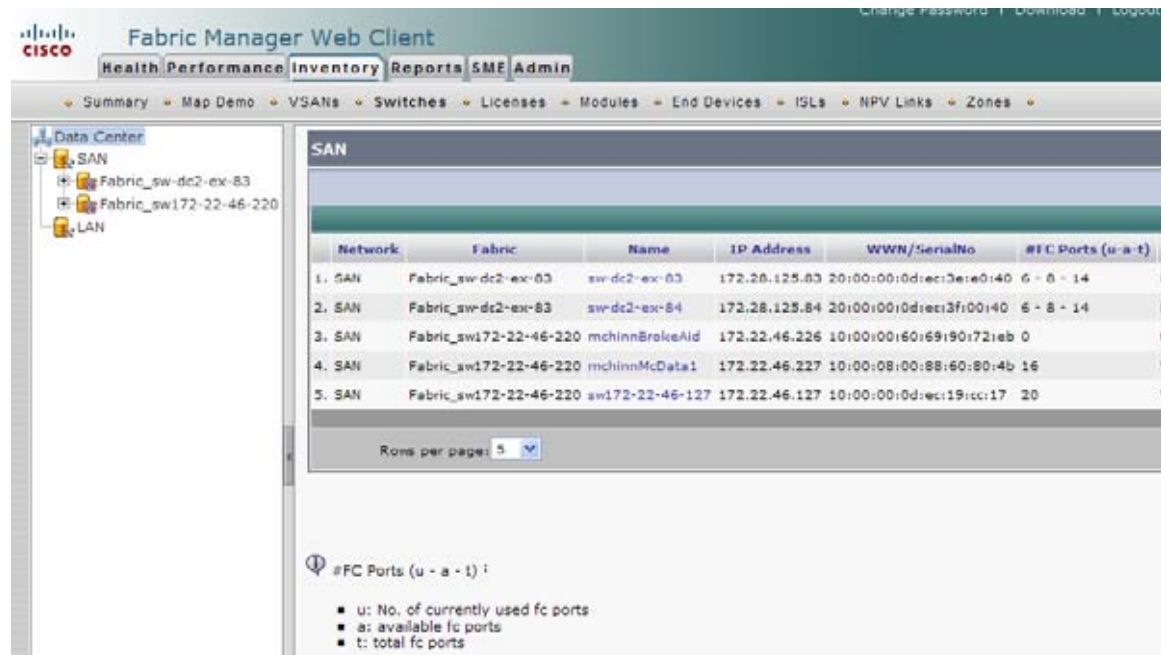 Change Password | Download | Logout
CISCO
Fabric Manager Web Client
Health Performance Inventory Reports SME Admin
Summary Map Demo VSANs Switches Licenses Modules End Devices ISLs NPV Links Zones
Data Center
SAN
Fabric_sw-dc2-ex-83
Fabric_sw172-22-46-220
LAN
SAN
Network Fabric Name IP Address WWN/SerialNo #FC Ports (u-a-t)
1. SAN Fabric_sw-dc2-ex-83 sw-dc2-ex-83 172.28.125.83 20:00:00:0d:ec:3e:e0:40 6 - 8 - 14
2. SAN Fabric_sw-dc2-ex-83 sw-dc2-ex-84 172.28.125.84 20:00:00:0d:ec:3f:00:40 6 - 8 - 14
3. SAN Fabric_sw172-22-46-220 mchinnBrokeAid 172.22.46.226 10:00:00:60:69:90:72:eb 0
4. SAN Fabric_sw172-22-46-220 mchinnMcData1 172.22.46.227 10:00:08:00:88:60:80:4b 16
5. SAN Fabric_sw172-22-46-220 sw172-22-46-127 172.22.46.127 10:00:00:0d:ec:19:cc:17 20
Rows per page: 5
#FC Ports (u - a - t) :
u: No. of currently used fc ports
a: available fc ports
t: total fc ports